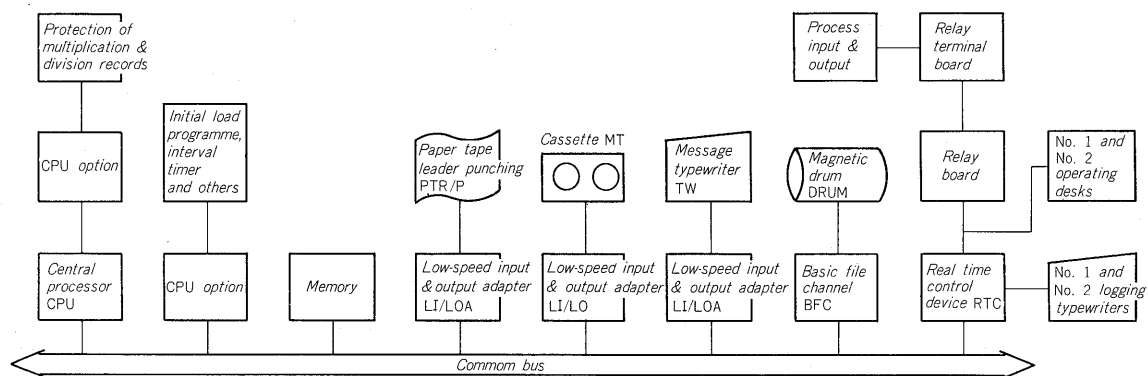 Protection of
multiplication &
division records
Process
input &
output
Relay
terminal
board
CPU option
Initial load
programme,
interval
timer
and others
Paper tape
leader punching
PTR/P
Cassette MT
Message
typewriter
TW
Magnetic
drum
DRUM
Relay
board
No. 1 and
No. 2
operating
desks
Central
processor
CPU
CPU option
Memory
Low-speed input
& output adapter
LI/LOA
Low-speed input
& output adapter
LI/LO
Low-speed input
& output adapter
LI/LOA
Basic file
channel
BFC
Real time
control
device RTC
No. 1 and
No. 2 logging
typewriters
Commom bus